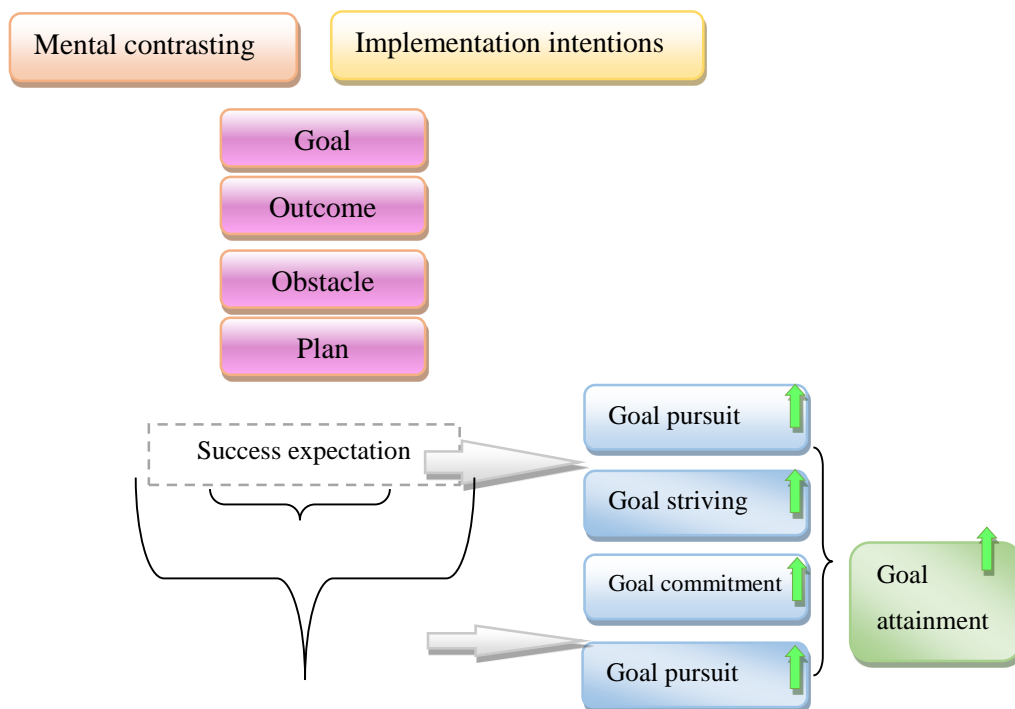 Mental contrasting
Implementation intentions
Goal
Outcome
Obstacle
Plan
Success expectation
Goal pursuit
Goal striving
Goal commitment
Goal pursuit
Goal
attainment